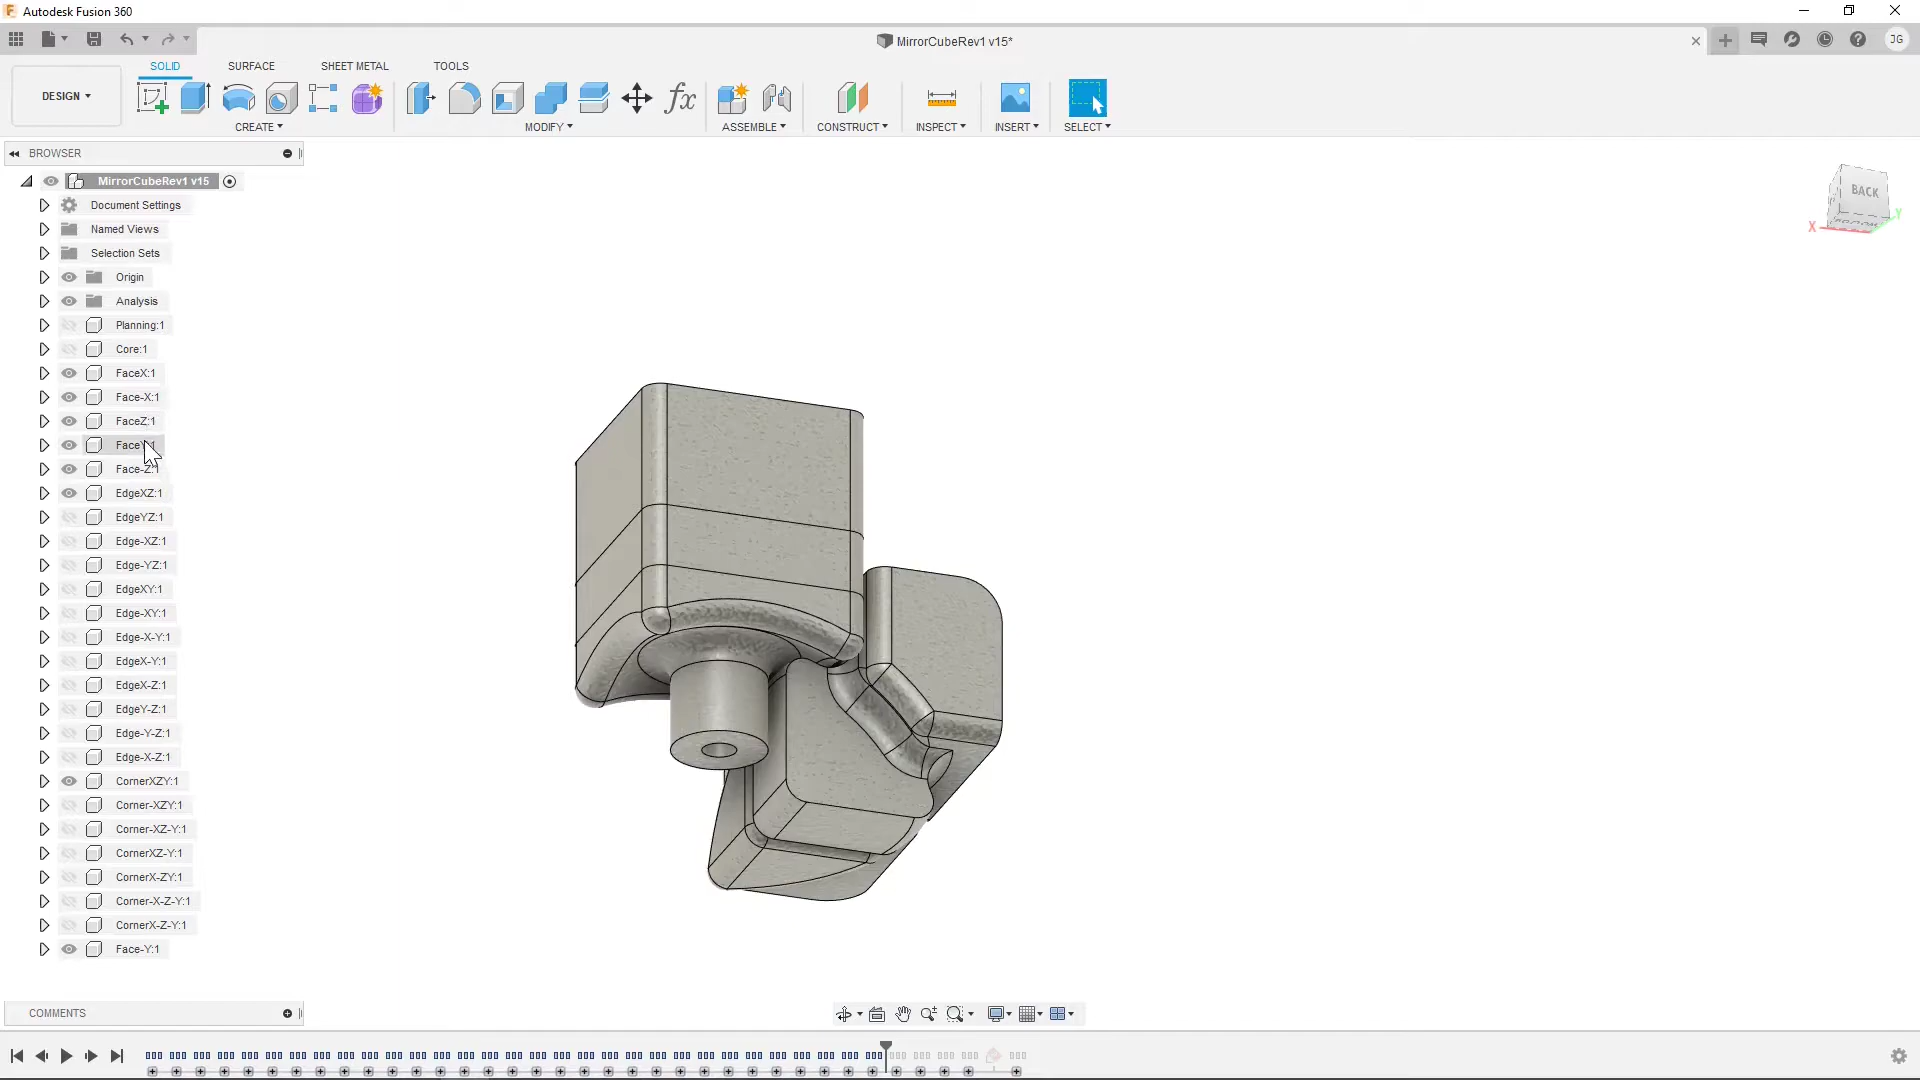 Autodesk Fusion 360
MirrorCubeRev1 v15*
JG
DESIGN
SOLID SURFACE SHEET METAL TOOLS
CREATE MODIFY ASSEMBLE CONSTRUCT INSPECT INSERT SELECT
BROWSER
MirrorCubeRev1 v15
Document Settings
Named Views
Selection Sets
Origin
Analysis
Planning:1
Core:1
FaceX:1
Face-X:1
FaceZ:1
Face-Z:1
EdgeXZ:1
EdgeYZ:1
Edge-XZ:1
Edge-YZ:1
EdgeXY:1
Edge-XY:1
Edge-X-Y:1
EdgeX-Y:1
EdgeX-Z:1
EdgeY-Z:1
Edge-Y-Z:1
Edge-X-Z:1
CornerXZY:1
Corner-XZY:1
Corner-XZ-Y:1
CornerXZ-Y:1
CornerX-ZY:1
Corner-X-Z-Y:1
CornerX-Z-Y:1
Face-Y:1
BACK
X
Y
COMMENTS